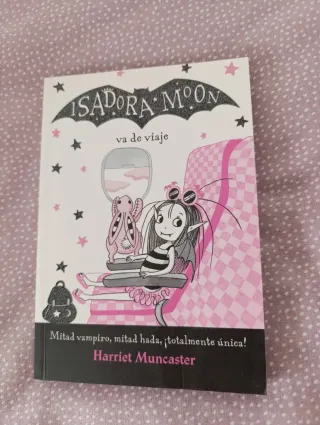 ISADORA MOON
va de viaje
Mitad vampiro, mitad hada, ¡totalmente única!
Harriet Muncaster